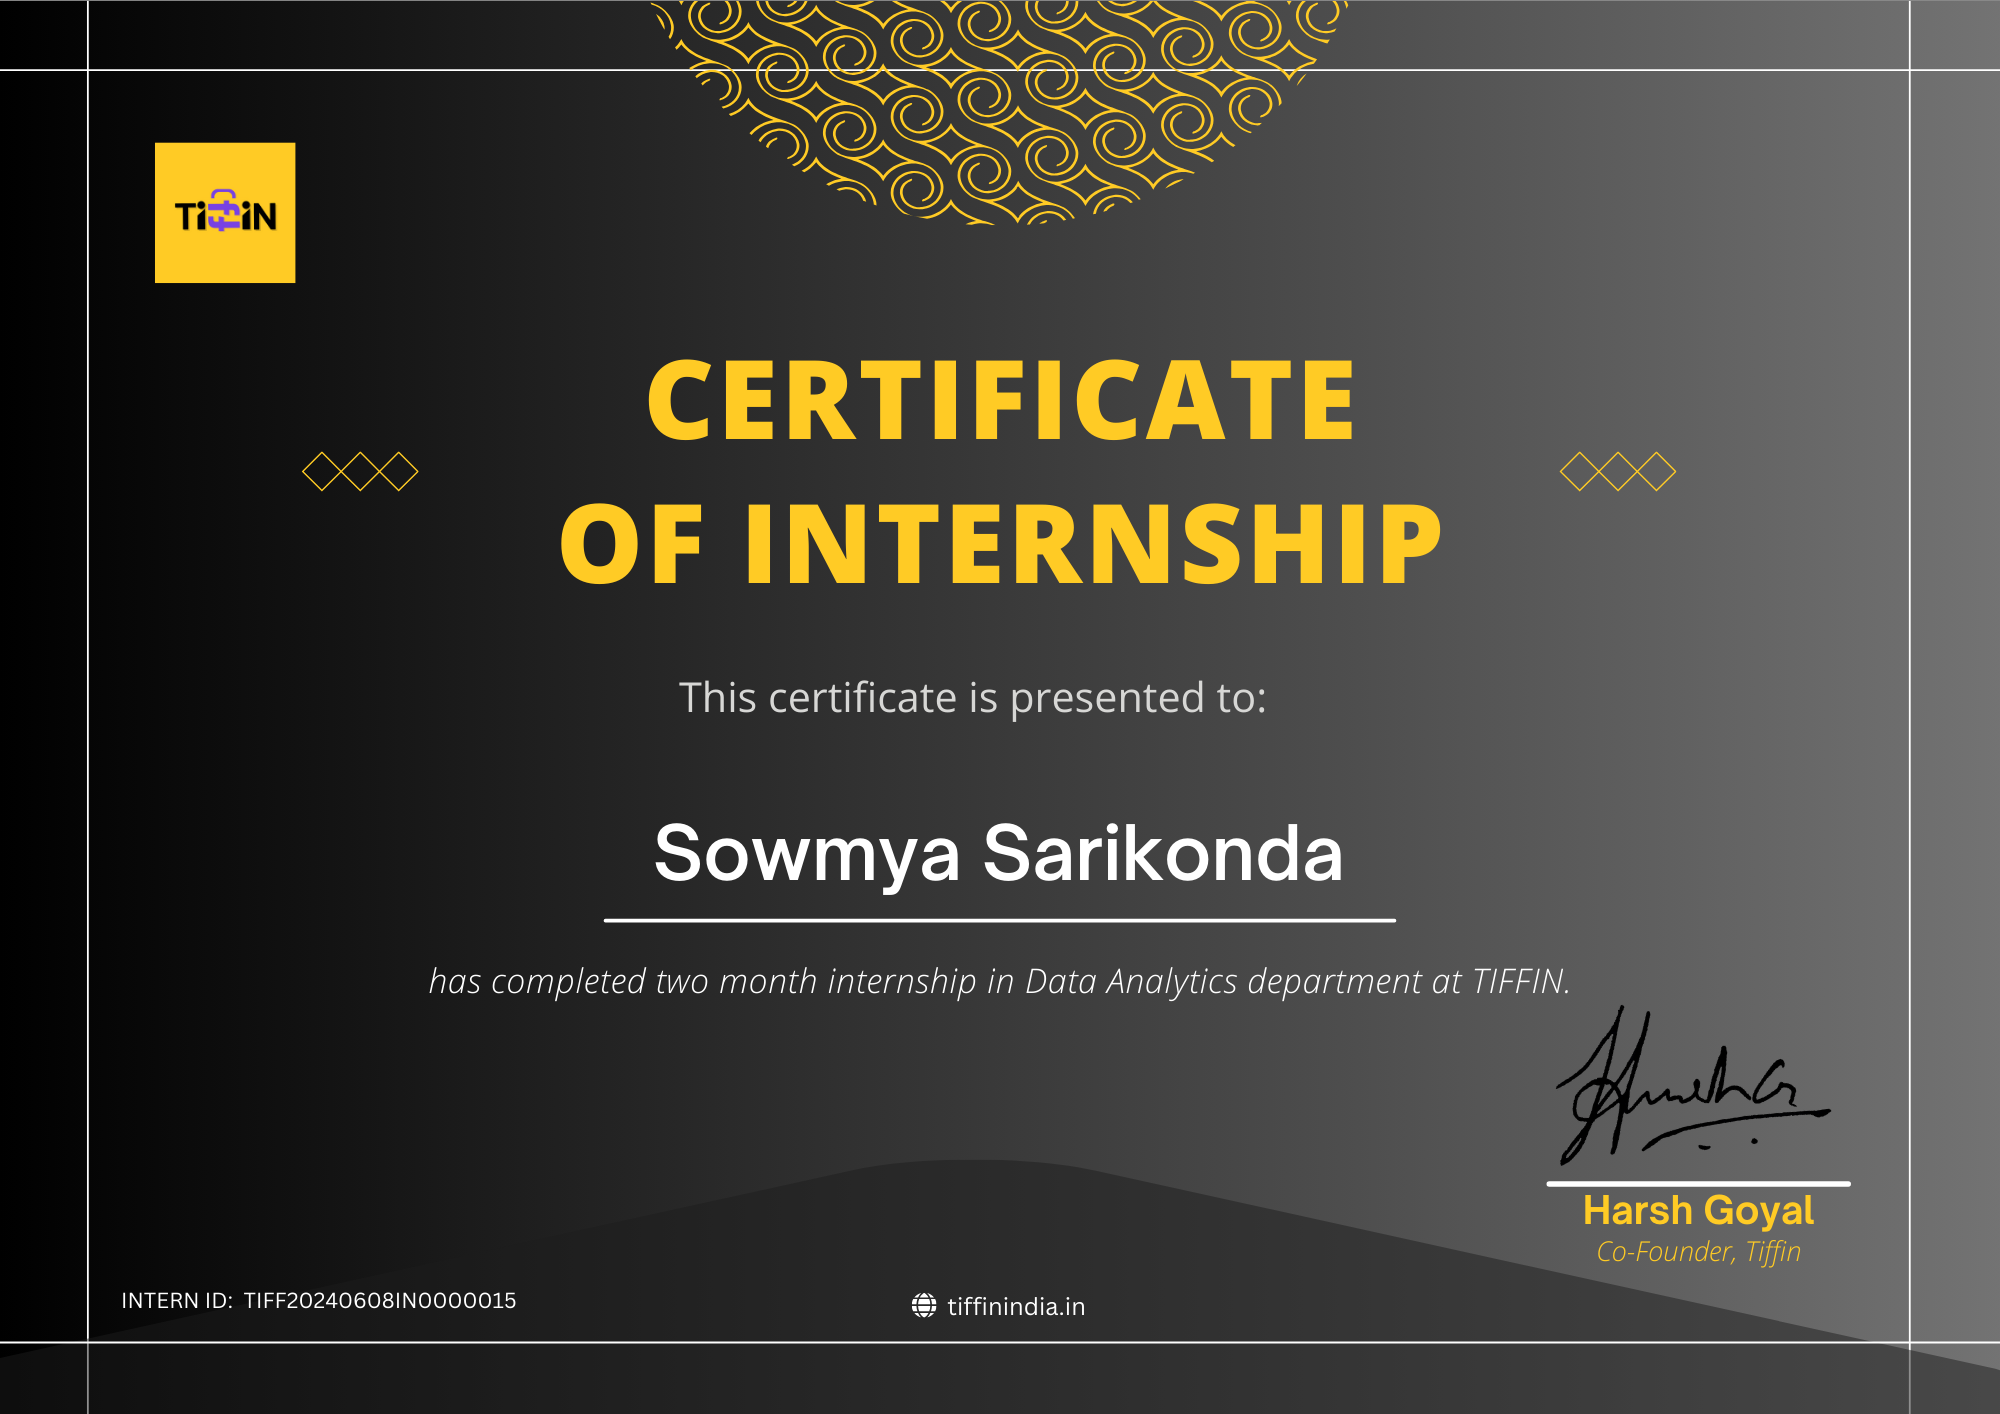 TiffiN
CERTIFICATE
OF INTERNSHIP
This certificate is presented to:
Sowmya Sarikonda
has completed two month internship in Data Analytics department at TIFFIN.
Harsh Goyal
Co-Founder, Tiffin
INTERN ID: TIFF20240608IN0000015
tiffinindia.in